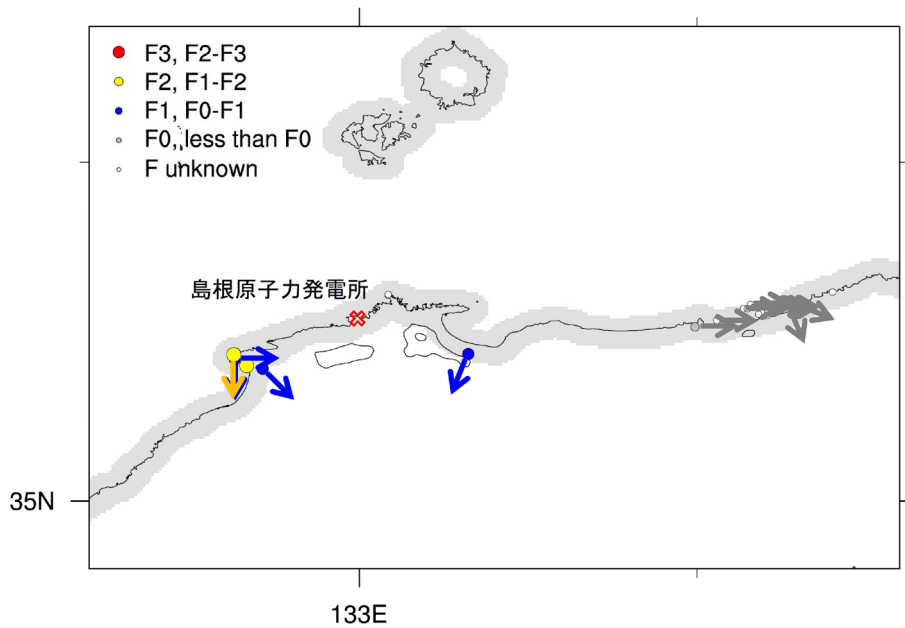 F3, F2-F3
F2, F1-F2
F1, F0-F1
F0, less than F0
F unknown
島根原子力発電所
35N
133E